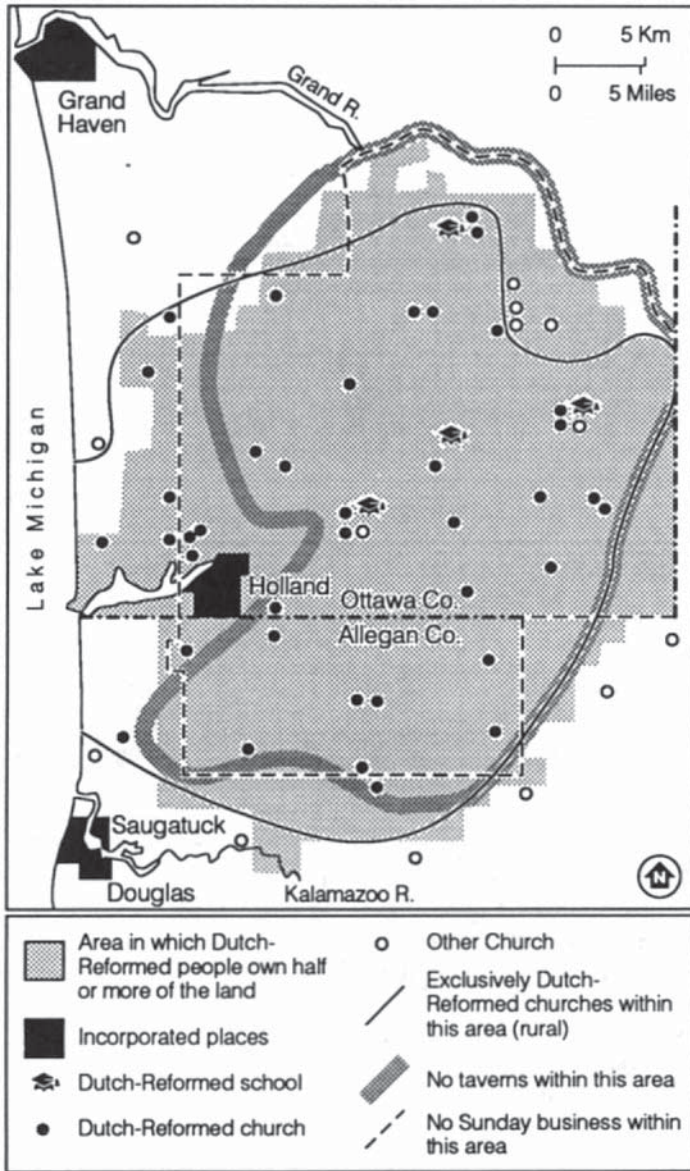 0 5 Km
0 5 Miles
Grand
Haven
Grand R.
Lake Michigan
Holland
Ottawa Co.
Allegan Co.
Saugatuck
Douglas
Kalamazoo R.
N
Area in which Dutch-
Reformed people own half
or more of the land
Incorporated places
Dutch-Reformed school
Dutch-Reformed church
Other Church
Exclusively Dutch-
Reformed churches within
this area (rural)
No taverns within this area
No Sunday business within
this area